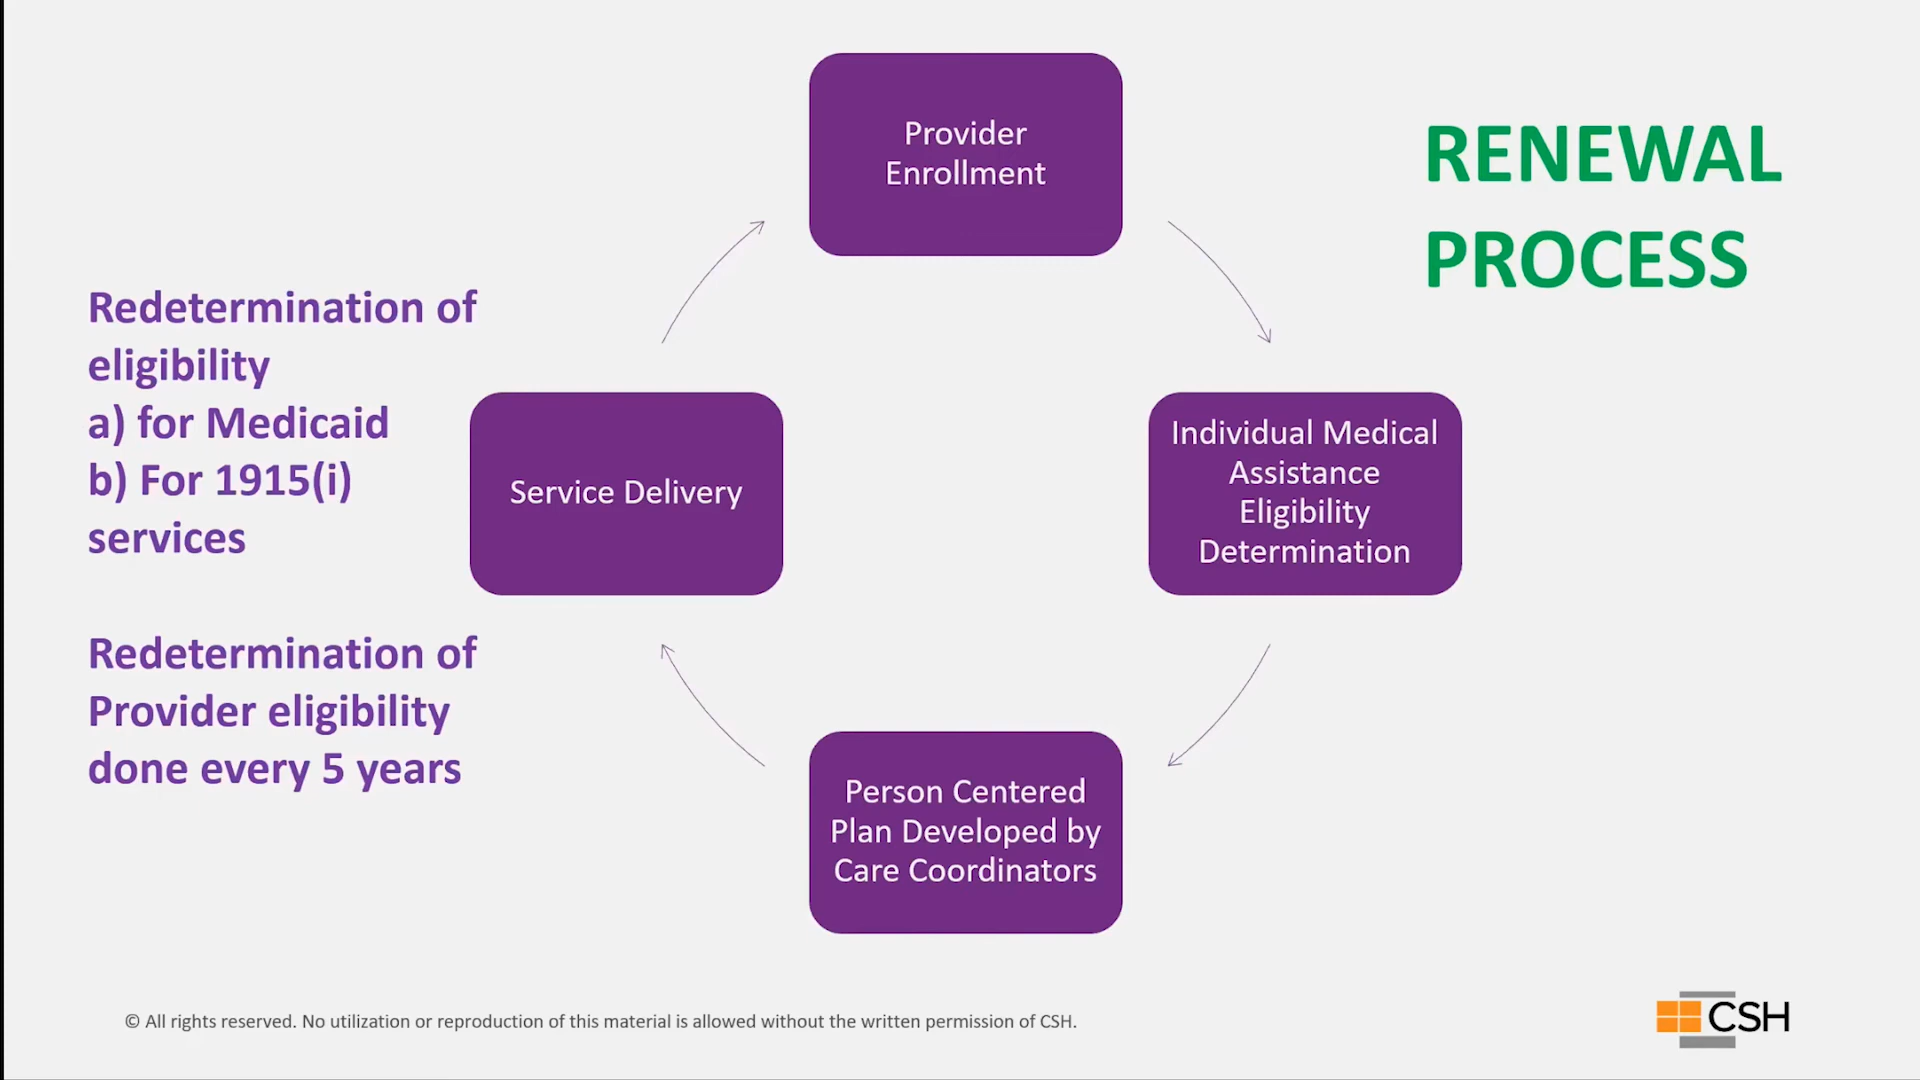 RENEWAL
PROCESS
Provider
Enrollment
Individual Medical
Assistance
Eligibility
Determination
Person Centered
Plan Developed by
Care Coordinators
Service Delivery
Redetermination of
eligibility
a) for Medicaid
b) For 1915(i)
services
Redetermination of
Provider eligibility
done every 5 years
© All rights reserved. No utilization or reproduction of this material is allowed without the written permission of CSH.
CSH